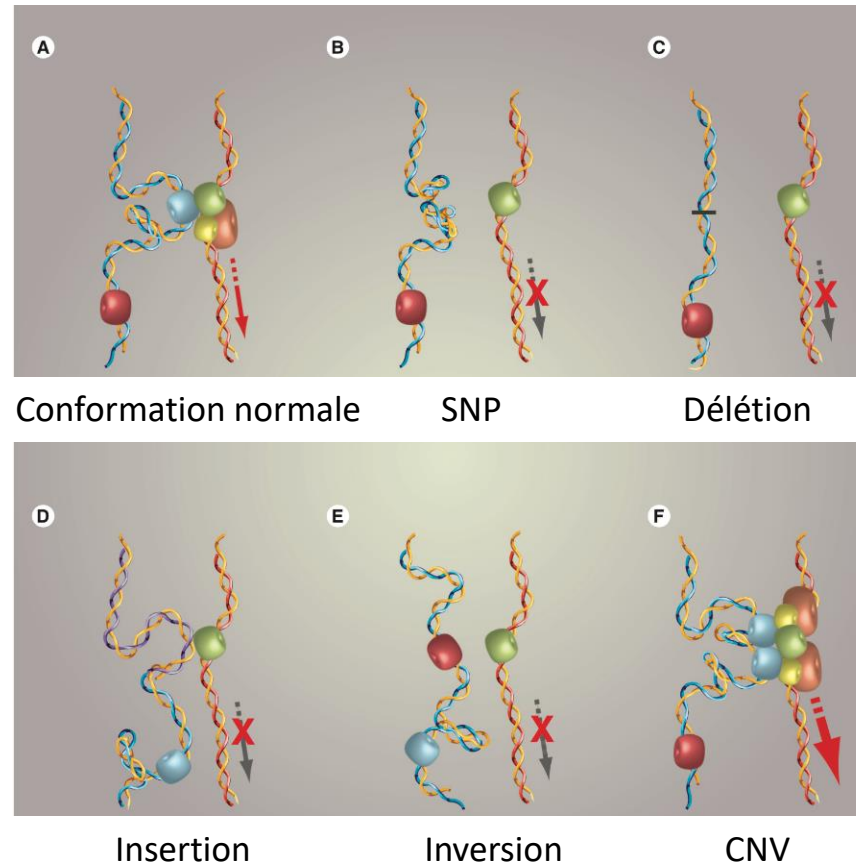 A
B
C
X
X
Conformation normale
SNP
Délétion
D
E
F
X
X
Insertion
Inversion
CNV